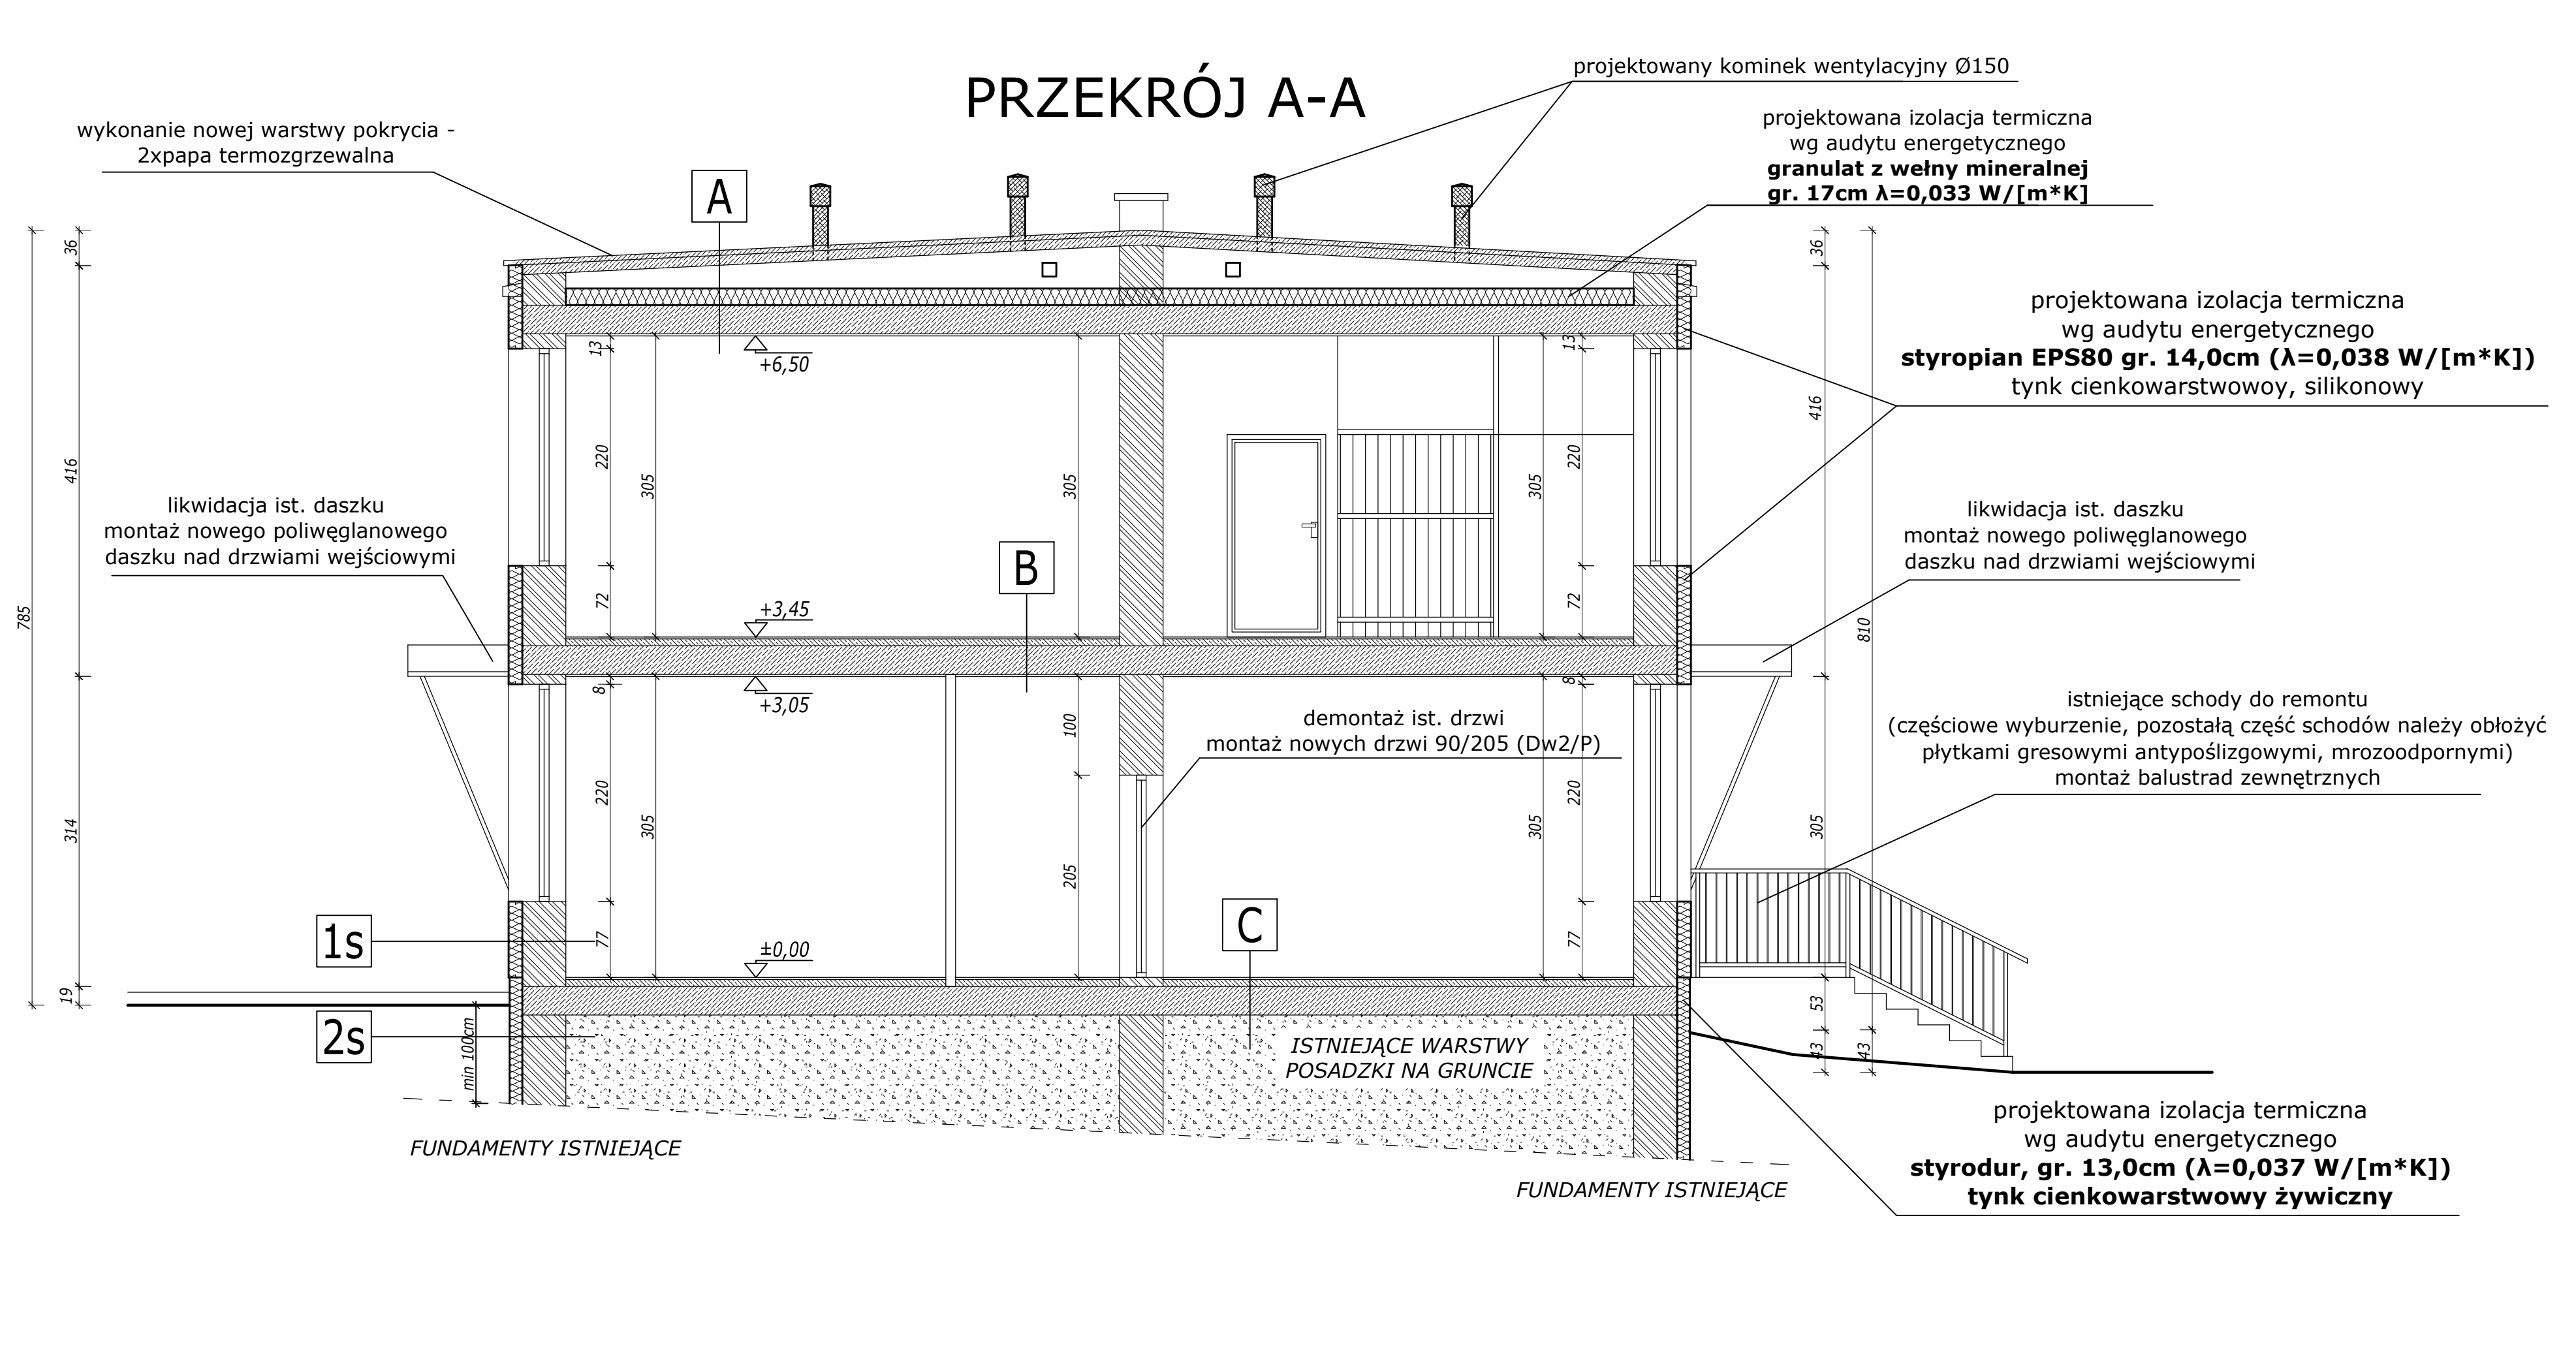 PRZEKRÓJ A-A
projektowany kominek wentylacyjny Ø150
wykonanie nowej warstwy pokrycia -
2xpapa termozgrzewalna
projektowana izolacja termiczna
wg audytu energetycznego
granulat z wełny mineralnej
gr. 17cm λ=0,033 W/[m*K]
A
projektowana izolacja termiczna
wg audytu energetycznego
styropian EPS80 gr. 14,0cm (λ=0,038 W/[m*K])
tynk cienkowarstwowoy, silikonowy
36
416
314
19
785
13
220
72
305
+6,50
305
305
13
220
72
36
416
810
likwidacja ist. daszku
montaż nowego poliwęglanowego
daszku nad drzwiami wejściowymi
likwidacja ist. daszku
montaż nowego poliwęglanowego
daszku nad drzwiami wejściowymi
B
+3,45
+3,05
8
220
77
305
100
205
305
8
220
77
305
53
43
43
demontaż ist. drzwi
montaż nowych drzwi 90/205 (Dw2/P)
istniejące schody do remontu
(częściowe wyburzenie, pozostałą część schodów należy obłożyć
płytkami gresowymi antypoślizgowymi, mrozoodpornymi)
montaż balustrad zewnętrznych
1s
±0,00
C
2s
min 100cm
ISTNIEJĄCE WARSTWY
POSADZKI NA GRUNCIE
FUNDAMENTY ISTNIEJĄCE
FUNDAMENTY ISTNIEJĄCE
projektowana izolacja termiczna
wg audytu energetycznego
styrodur, gr. 13,0cm (λ=0,037 W/[m*K])
tynk cienkowarstwowy żywiczny